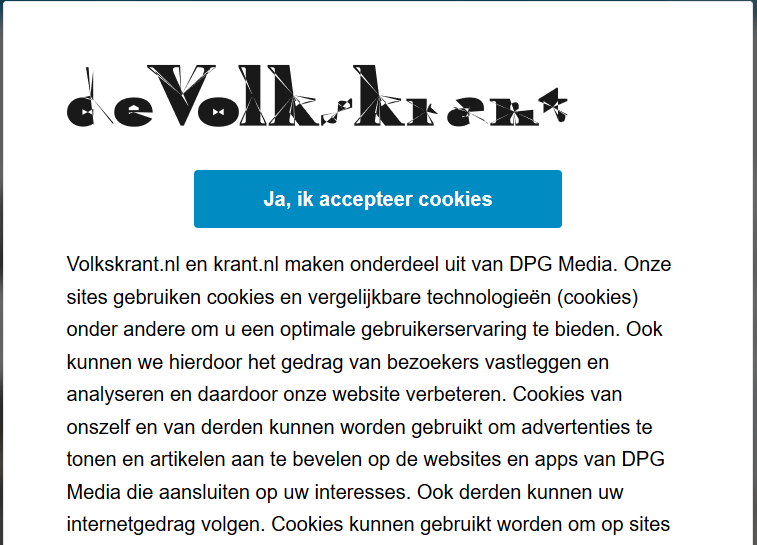 deVolkskrant
Ja, ik accepteer cookies
Volkskrant.nl en krant.nl maken onderdeel uit van DPG Media. Onze
sites gebruiken cookies en vergelijkbare technologieën (cookies)
onder andere om u een optimale gebruikerservaring te bieden. Ook
kunnen we hierdoor het gedrag van bezoekers vastleggen en
analyseren en daardoor onze website verbeteren. Cookies van
onszelf en van derden kunnen worden gebruikt om advertenties te
tonen en artikelen aan te bevelen op de websites en apps van DPG
Media die aansluiten op uw interesses. Ook derden kunnen uw
internetgedrag volgen. Cookies kunnen gebruikt worden om op sites